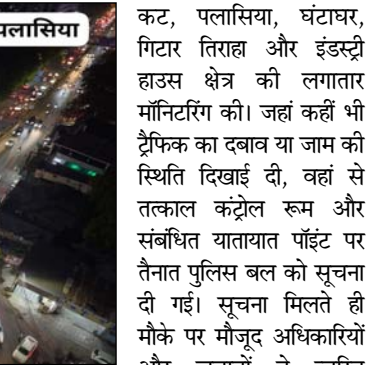 पलासिया
कट, पलासिया, घंटाघर,
गिटार तिराहा और इंडस्ट्री
हाउस क्षेत्र की लगातार
मॉनिटरिंग की। जहां कहीं भी
ट्रैफिक का दबाव या जाम की
स्थिति दिखाई दी, वहां से
तत्काल कंट्रोल रूम और
संबंधित यातायात पॉइंट पर
तैनात पुलिस बल को सूचना
दी गई। सूचना मिलते ही
मौके पर मौजूद अधिकारियों